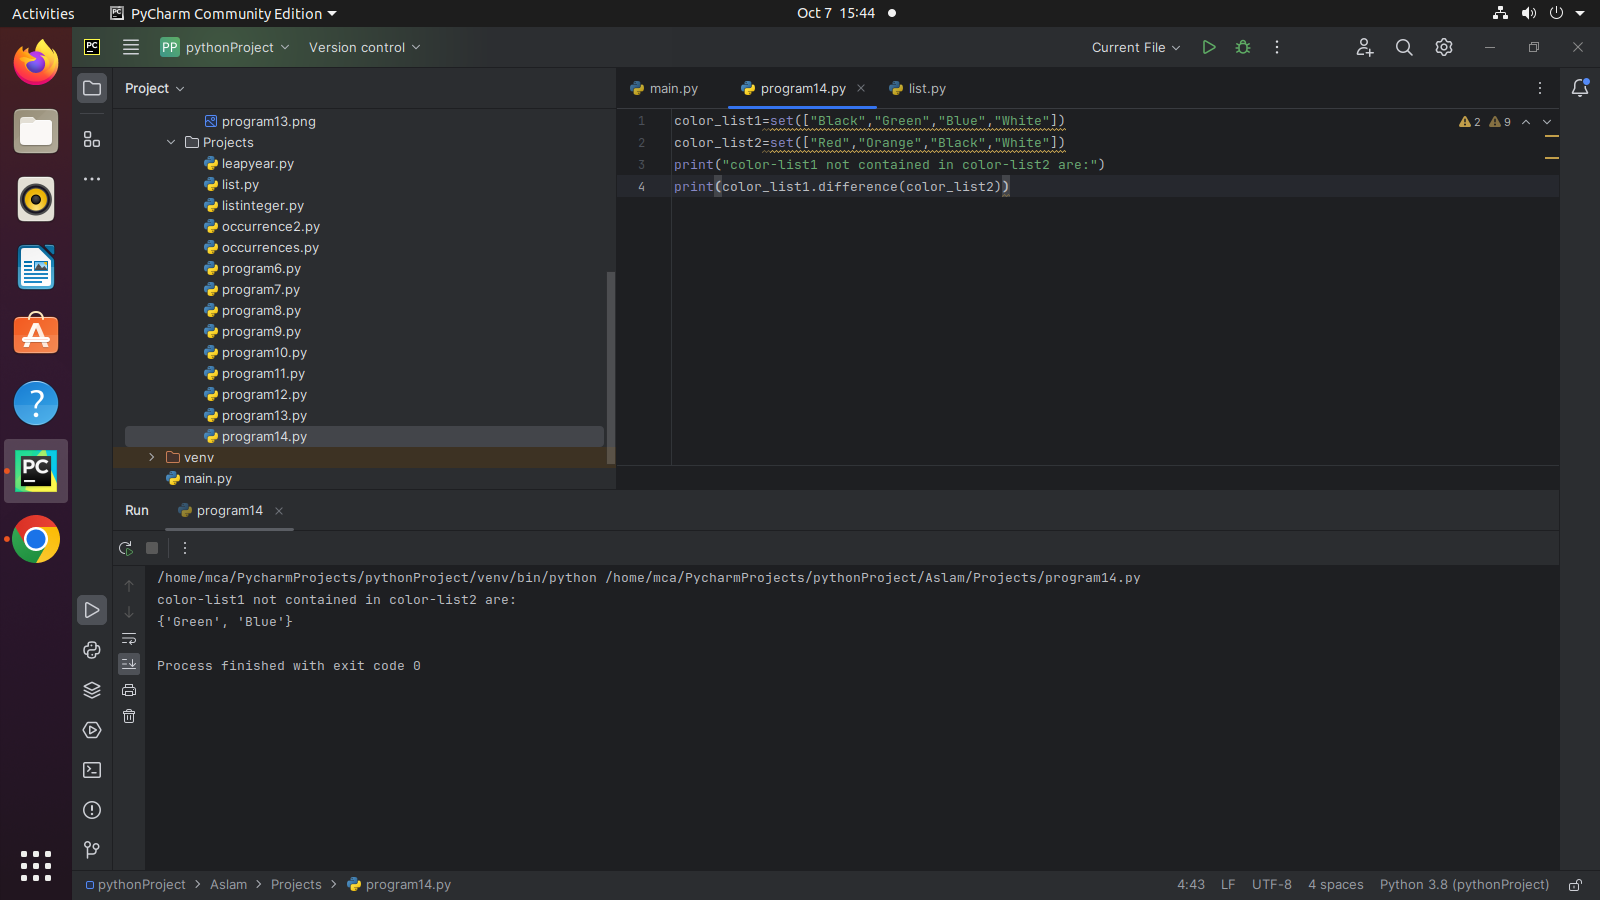 Activities
PyCharm Community Edition
Oct 7 15:44
PC
PP pythonProject
Version control
Current File
Project
main.py
program14.py
list.py
program13.png
Projects
leapyear.py
list.py
listinteger.py
occurrence2.py
occurrences.py
program6.py
program7.py
program8.py
program9.py
program10.py
program11.py
program12.py
program13.py
program14.py
venv
main.py
1 color_list1=set(["Black","Green","Blue","White"])
2 color_list2=set(["Red","Orange","Black","White"])
3 print("color-list1 not contained in color-list2 are:")
4 print(color_list1.difference(color_list2))
2 9
PC
Run
program14
/home/mca/PycharmProjects/pythonProject/venv/bin/python /home/mca/PycharmProjects/pythonProject/Aslam/Projects/program14.py
color-list1 not contained in color-list2 are:
{'Green', 'Blue'}
Process finished with exit code 0
pythonProject > Aslam > Projects > program14.py
4:43 LF UTF-8 4 spaces Python 3.8 (pythonProject)